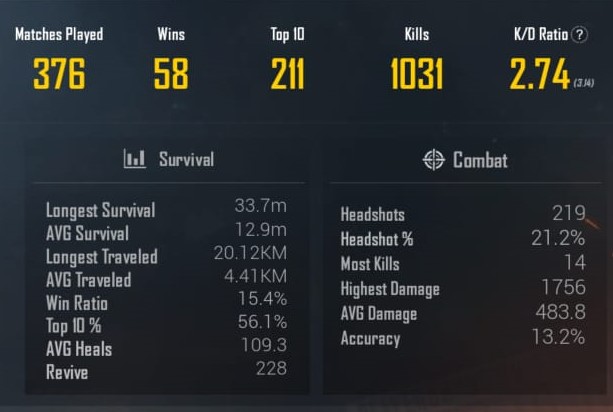 Matches Played Wins Top 10 Kills K/D Ratio ?
376 58 211 1031 2.74 (3.14)
Survival
Longest Survival 33.7m
AVG Survival 12.9m
Longest Traveled 20.12KM
AVG Traveled 4.41KM
Win Ratio 15.4%
Top 10 % 56.1%
AVG Heals 109.3
Revive 228
Combat
Headshots 219
Headshot % 21.2%
Most Kills 14
Highest Damage 1756
AVG Damage 483.8
Accuracy 13.2%